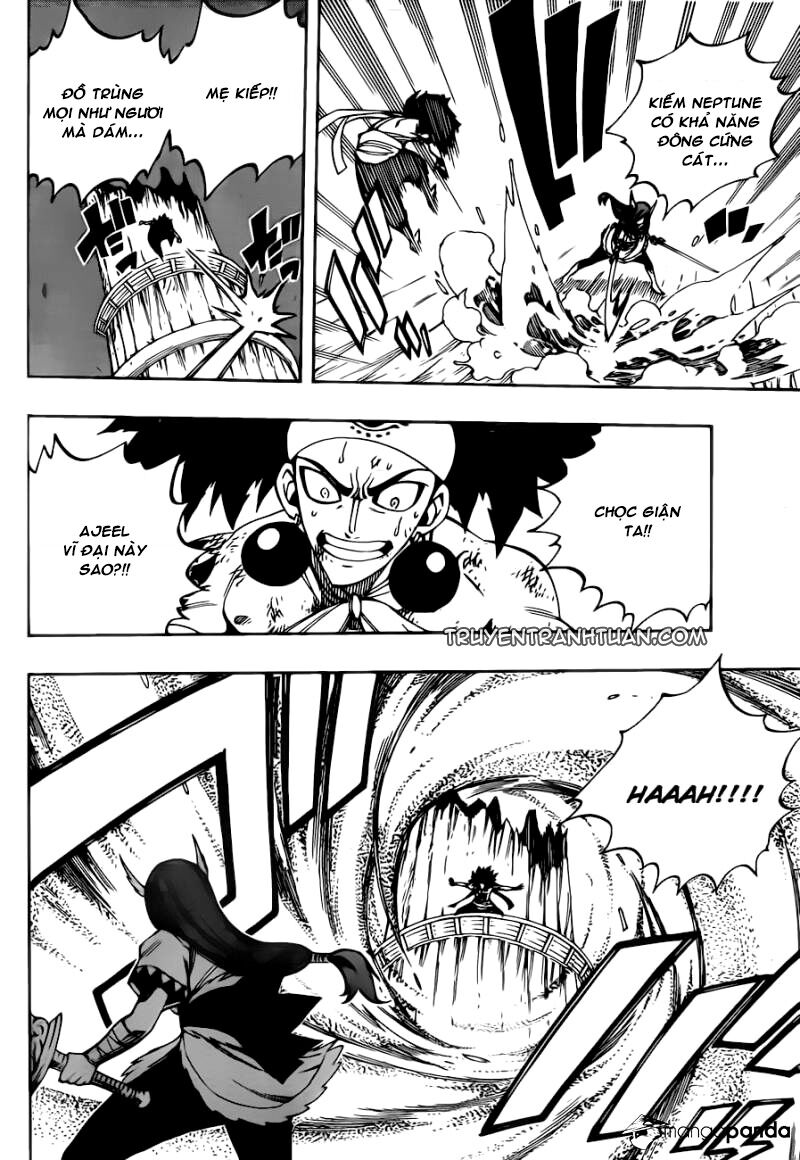 MẸ KIẾP!!
ĐỒ TRÙNG
MỌI NHƯ NGƯƠI
MÀ DÁM...
KIẾM NEPTUNE
CÓ KHẢ NĂNG
ĐÔNG CỨNG
CÁT...
CHỌC GIẬN
TA!!
AJEEL
VĨ ĐẠI NÀY
SAO?!!
TRUYENTRANHTUAN.COM
HAAAH!!!!
mangapanda